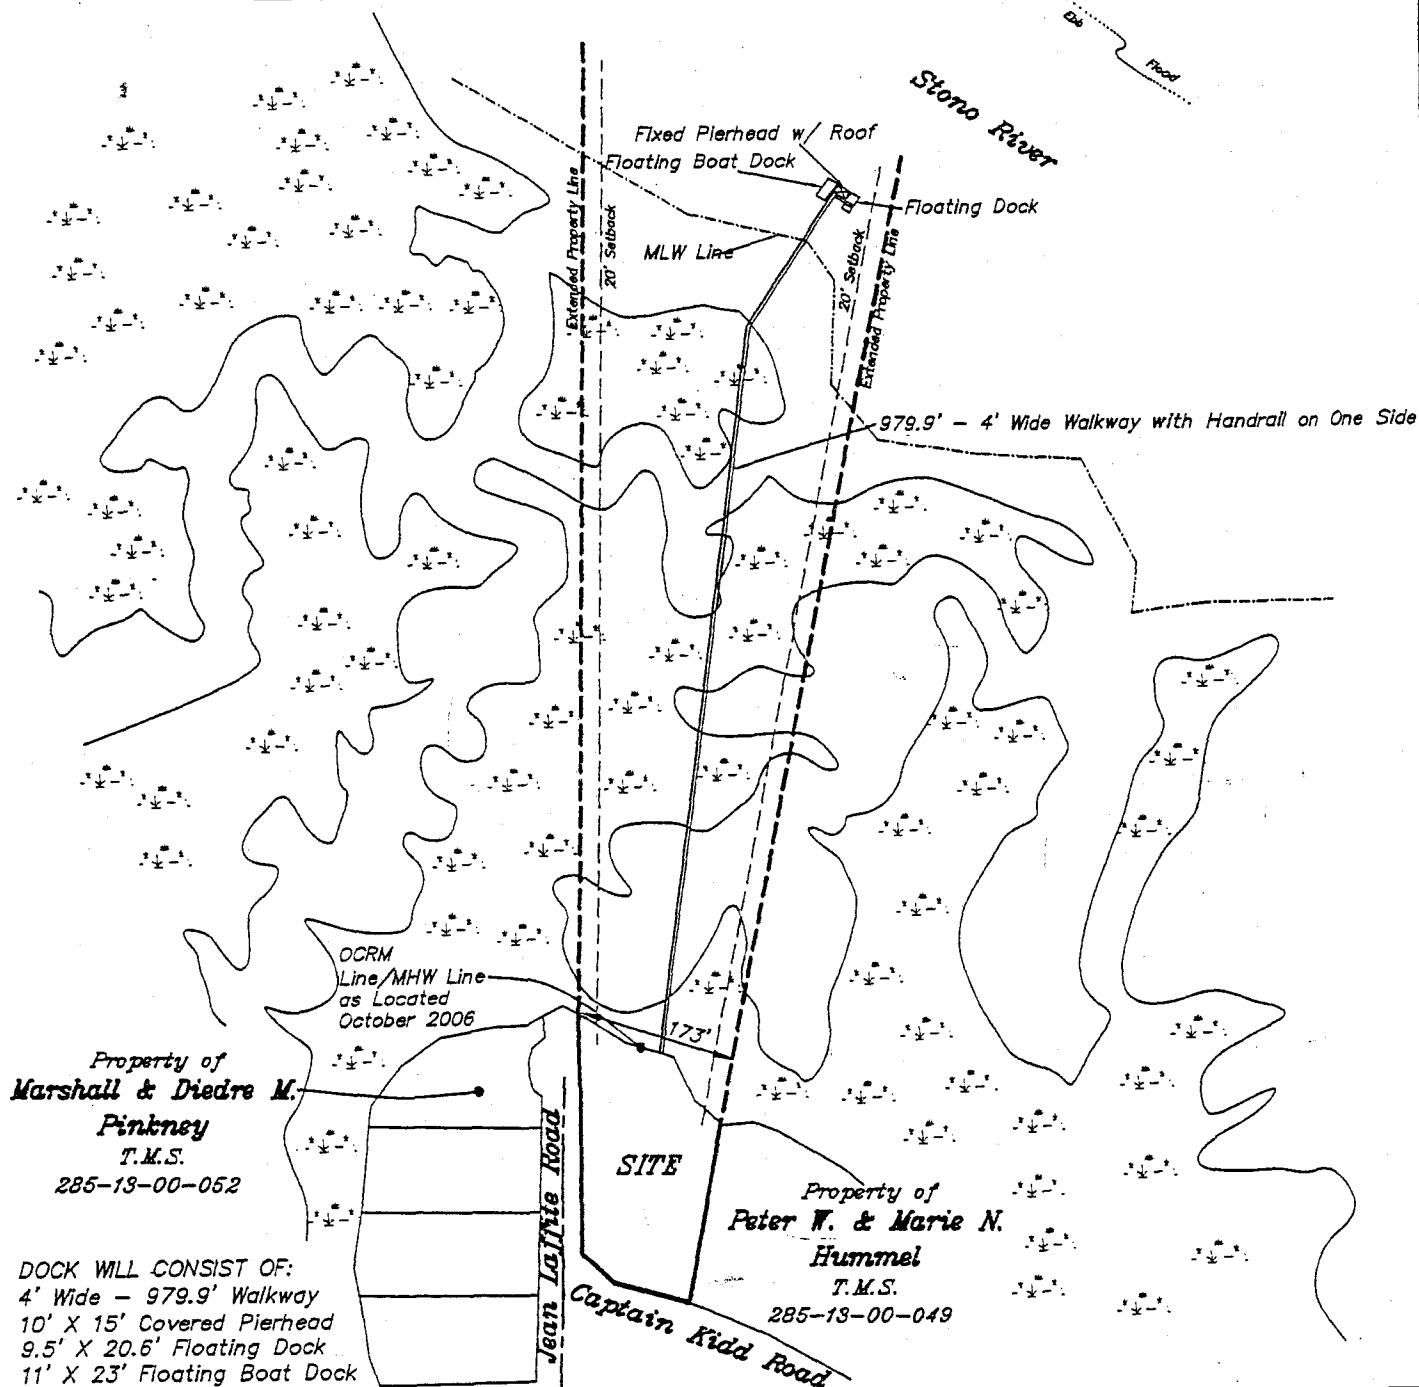 Ebb
Flood
Stono River
Fixed Pierhead w/ Roof
Floating Boat Dock
Floating Dock
Extended Property Line
20' Setback
MLW Line
20' Setback
Extended Property Line
979.9' - 4' Wide Walkway with Handrail on One Side
OCRM
Line/MHW Line
as Located
October 2006
173'
Property of
Marshall & Diedre M.
Pinkney
T.M.S.
285-13-00-052
Jean Laffite Road
SITE
Property of
Peter W. & Marie N.
Hummel
T.M.S.
285-13-00-049
Captain Kidd Road
DOCK WILL CONSIST OF:
4' Wide - 979.9' Walkway
10' X 15' Covered Pierhead
9.5' X 20.6' Floating Dock
11' X 23' Floating Boat Dock